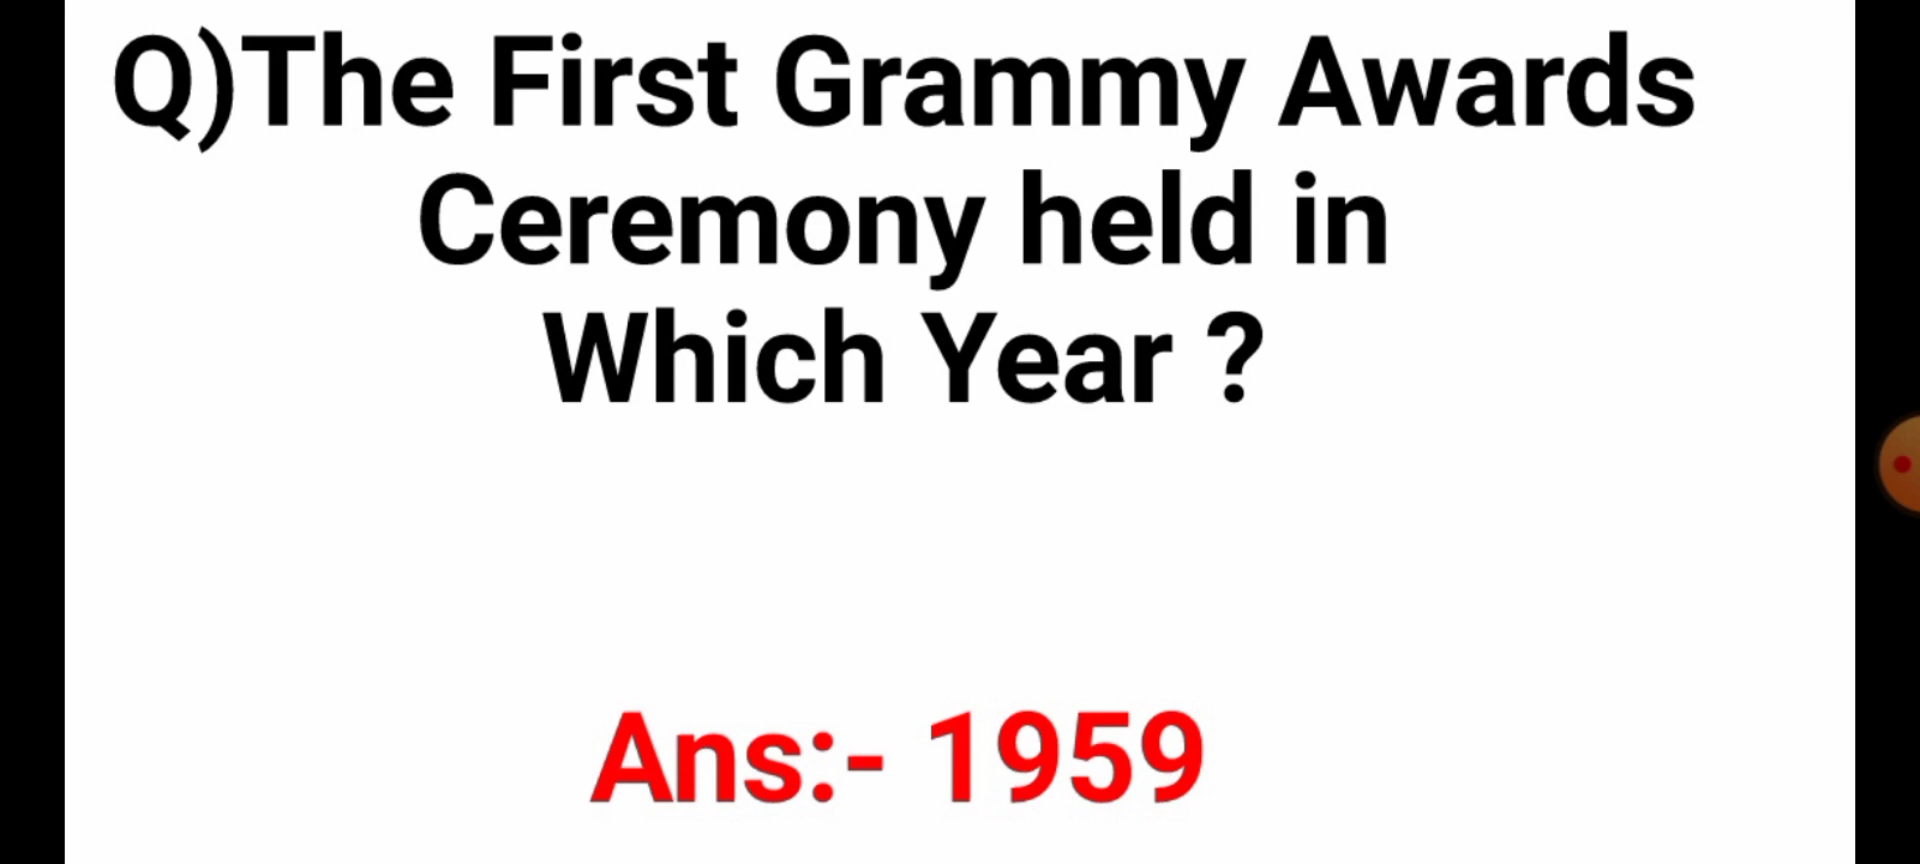 Q)The First Grammy Awards
Ceremony held in
Which Year ?
Ans:- 1959